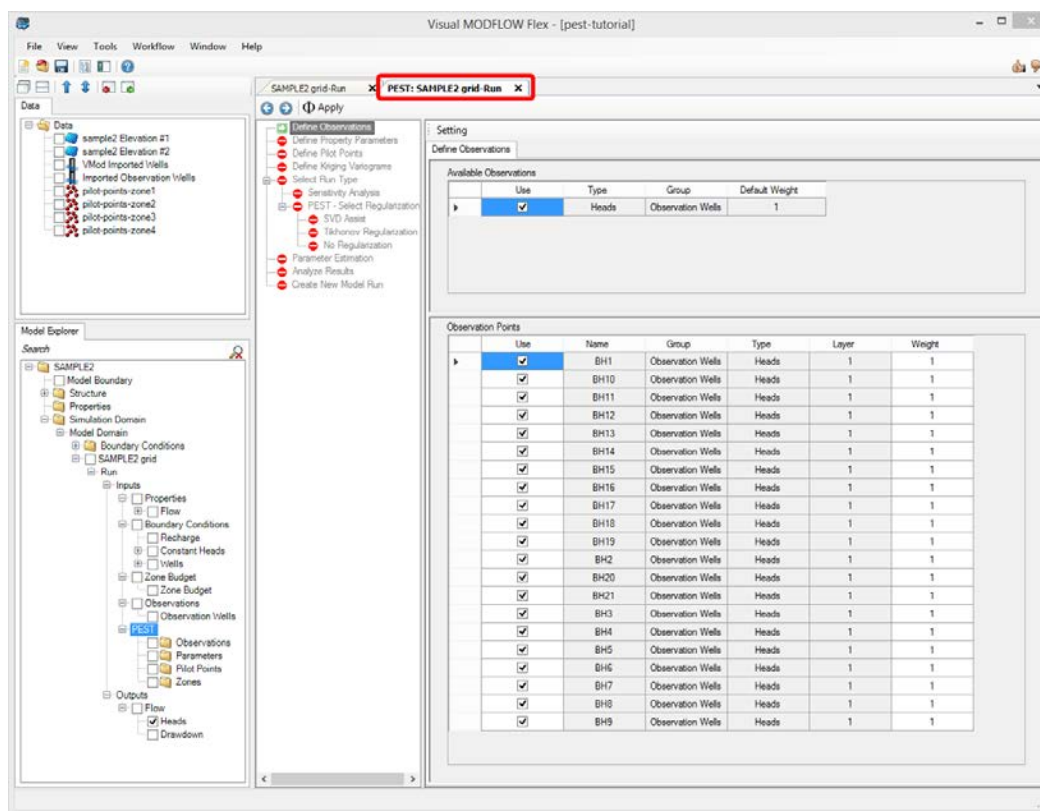 Visual MODFLOW Flex - [pest-tutorial]
File View Tools Workflow Window Help
SAMPLE2 grid-Run X PEST: SAMPLE2 grid-Run X
Apply
Data
Data
sample2 Elevation #1
sample2 Elevation #2
VMod Imported Wells
Imported Observation Wells
pilot-points-zone1
pilot-points-zone2
pilot-points-zone3
pilot-points-zone4
Model Explorer
Search
SAMPLE2
Model Boundary
Structure
Properties
Simulation Domain
Model Domain
Boundary Conditions
SAMPLE2 grid
Run
Inputs
Properties
Flow
Boundary Conditions
Recharge
Constant Heads
Wells
Zone Budget
Zone Budget
Observations
Observation Wells
PEST
Observations
Parameters
Pilot Points
Zones
Outputs
Flow
Heads
Drawdown
Define Observations
Define Property Parameters
Define Pilot Points
Define Kriging Variograms
Select Run Type
Sensitivity Analysis
PEST - Select Regularization
SVD Assist
Tikhonov Regularization
No Regularization
Parameter Estimation
Analyze Results
Create New Model Run
Setting
Define Observations
Available Observations
Use Type Group Default Weight
Heads Observation Wells 1
Observation Points
Use Name Group Type Layer Weight
BH1 Observation Wells Heads 1 1
BH10 Observation Wells Heads 1 1
BH11 Observation Wells Heads 1 1
BH12 Observation Wells Heads 1 1
BH13 Observation Wells Heads 1 1
BH14 Observation Wells Heads 1 1
BH15 Observation Wells Heads 1 1
BH16 Observation Wells Heads 1 1
BH17 Observation Wells Heads 1 1
BH18 Observation Wells Heads 1 1
BH19 Observation Wells Heads 1 1
BH2 Observation Wells Heads 1 1
BH20 Observation Wells Heads 1 1
BH21 Observation Wells Heads 1 1
BH3 Observation Wells Heads 1 1
BH4 Observation Wells Heads 1 1
BH5 Observation Wells Heads 1 1
BH6 Observation Wells Heads 1 1
BH7 Observation Wells Heads 1 1
BH8 Observation Wells Heads 1 1
BH9 Observation Wells Heads 1 1